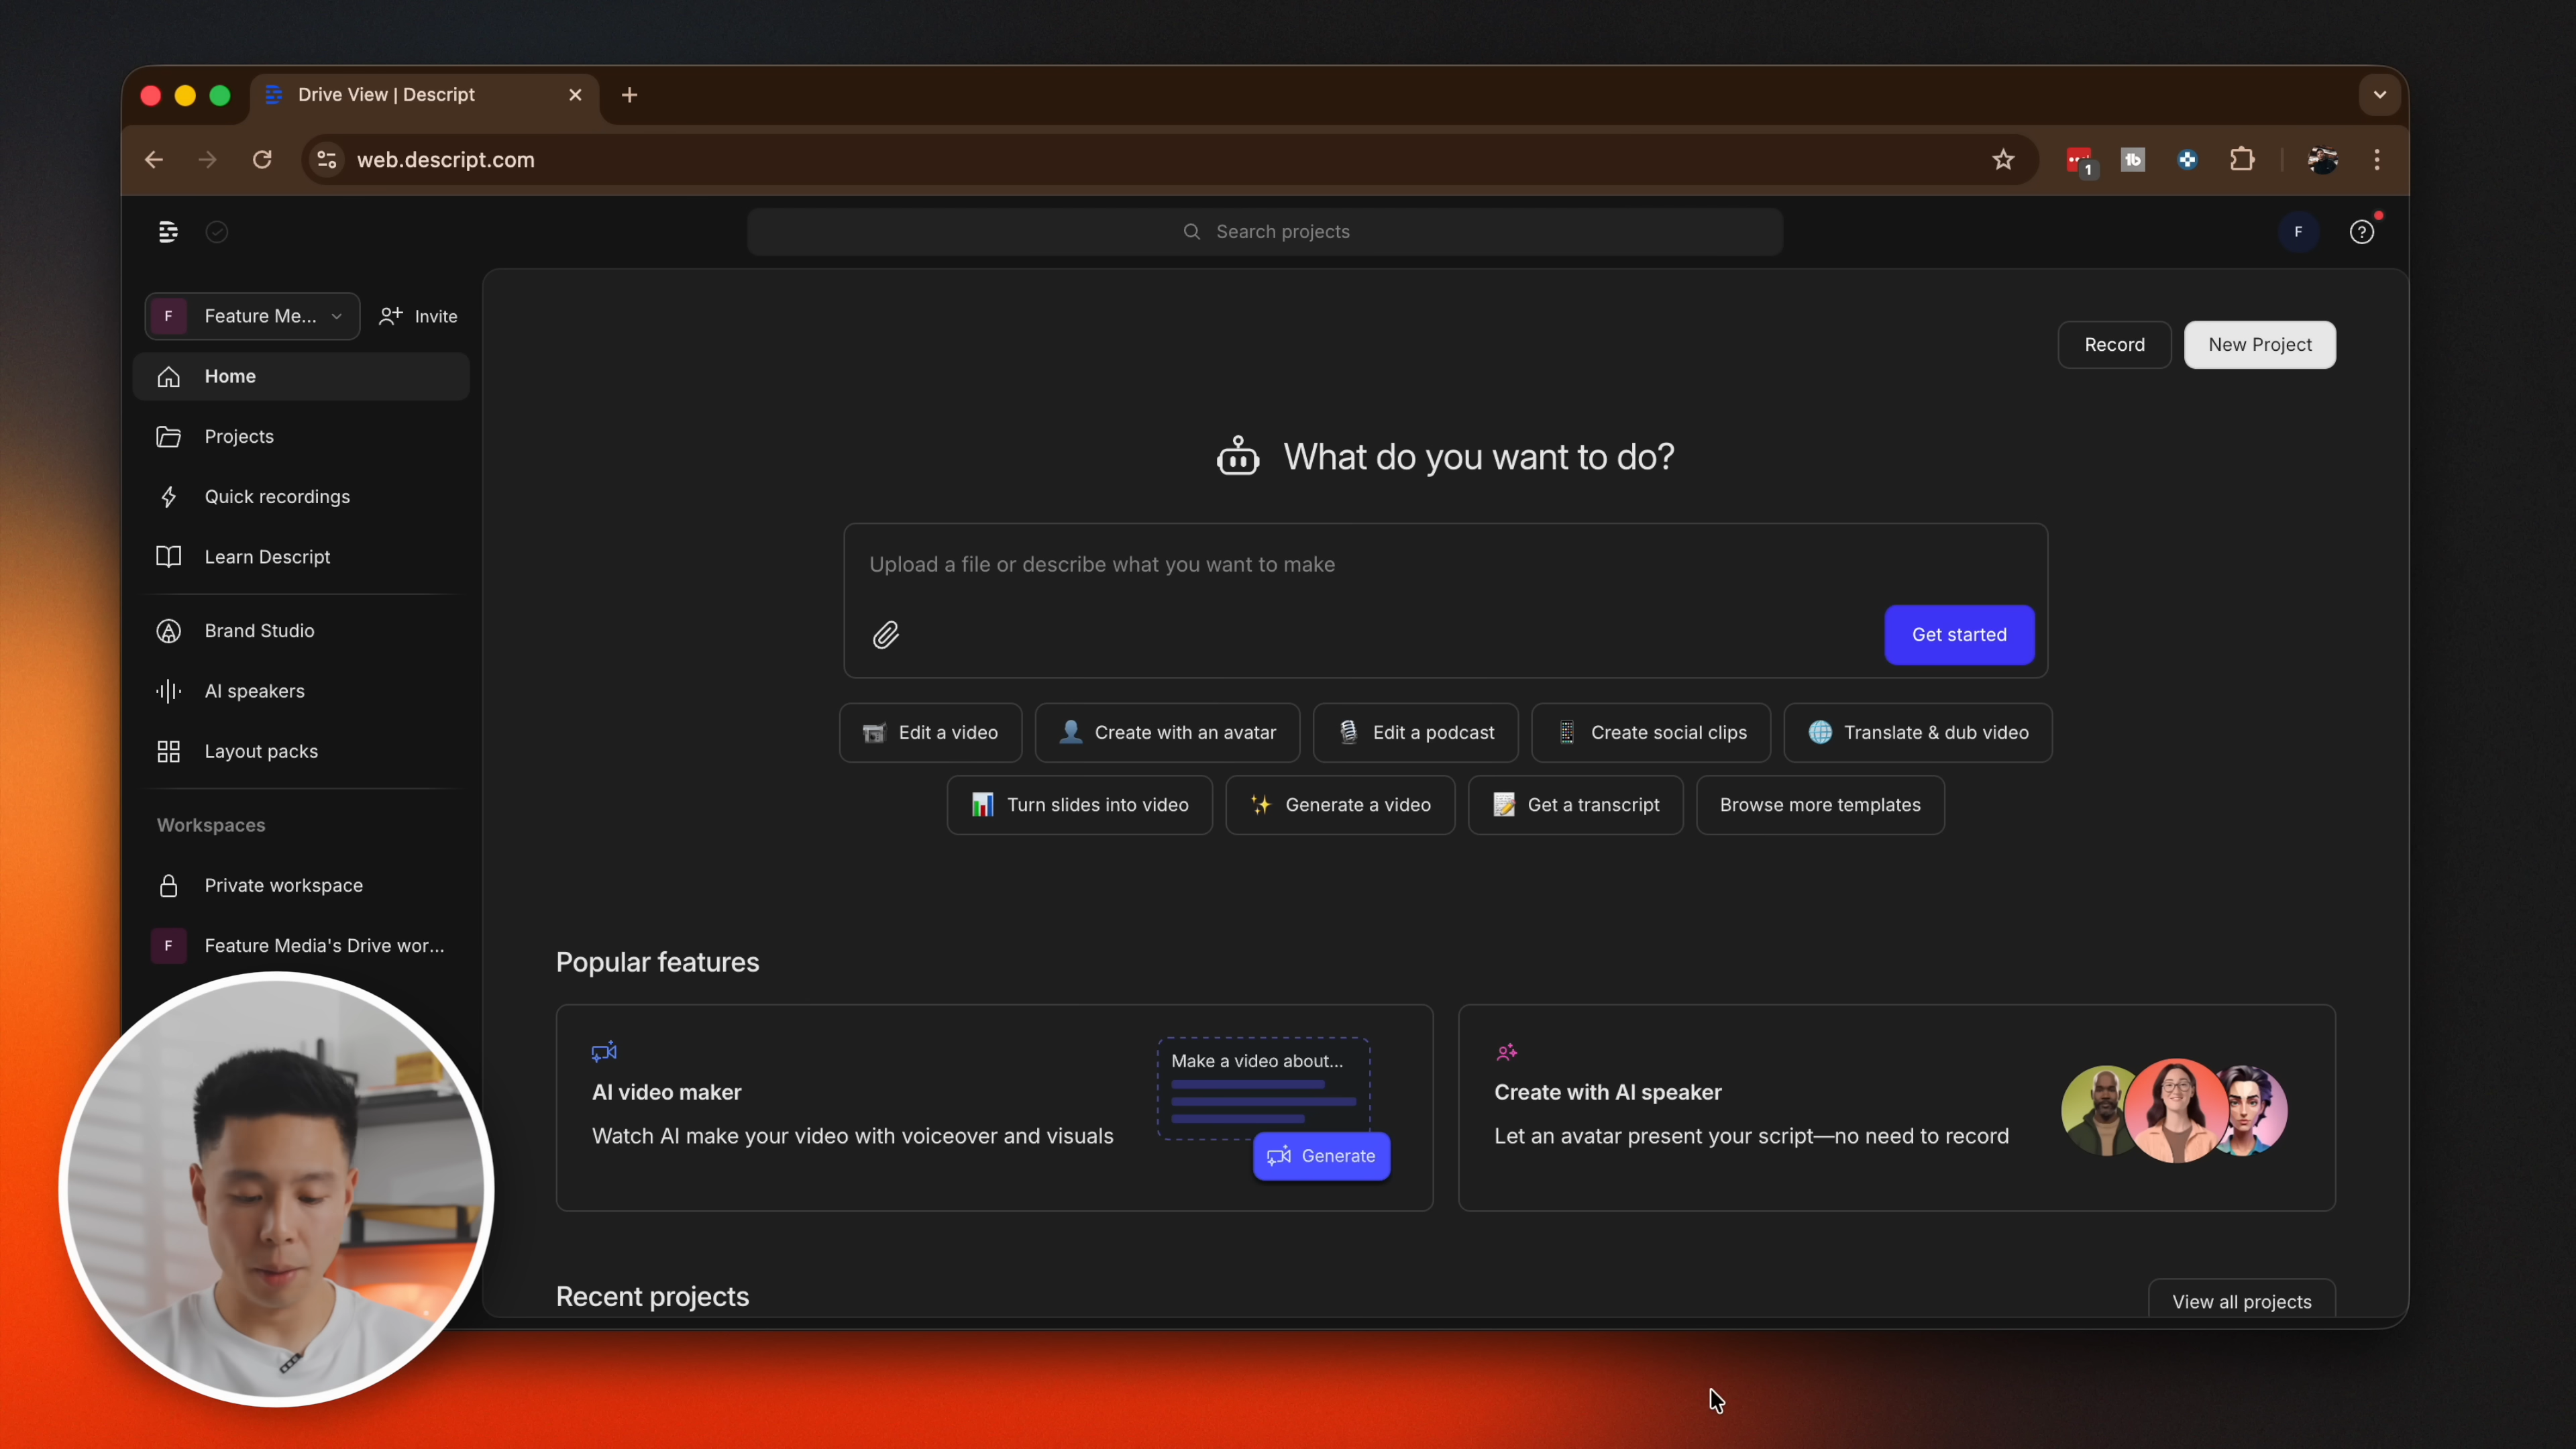 Drive View | Descript
web.descript.com
1
tb
Search projects
F
F
Feature Me...
Invite
Home
Projects
Quick recordings
Learn Descript
Brand Studio
AI speakers
Layout packs
Workspaces
Private workspace
F
Feature Media's Drive wor...
Record
New Project
What do you want to do?
Upload a file or describe what you want to make
Get started
Edit a video
Create with an avatar
Edit a podcast
Create social clips
Translate & dub video
Turn slides into video
Generate a video
Get a transcript
Browse more templates
Popular features
AI video maker
Watch AI make your video with voiceover and visuals
Make a video about...
Generate
Create with AI speaker
Let an avatar present your script—no need to record
Recent projects
View all projects